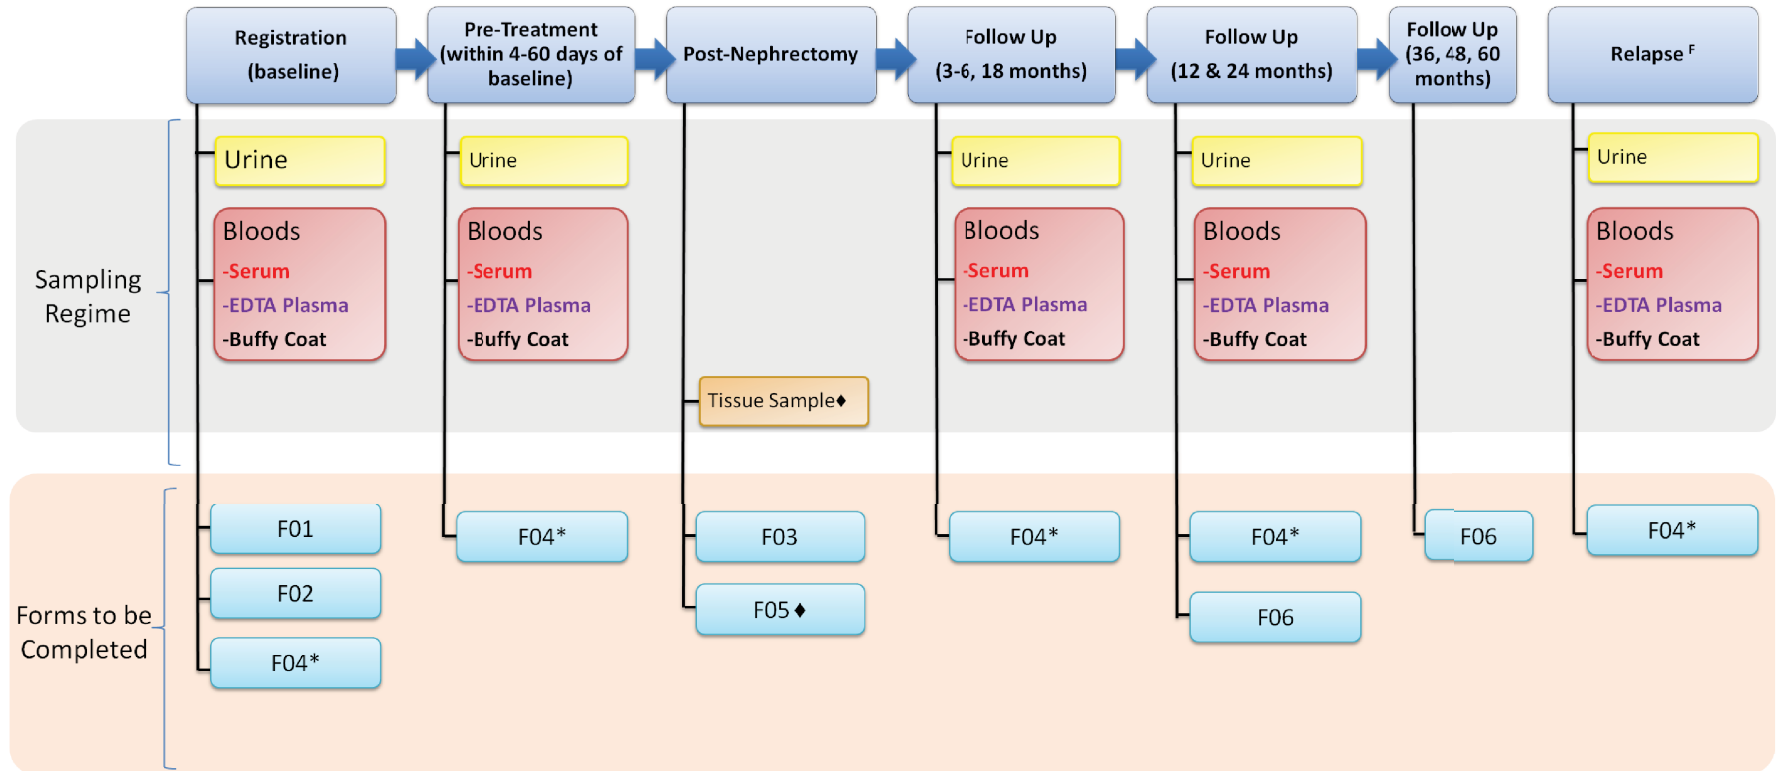 Registration
(baseline)
Pre-Treatment
(within 4-60 days of
baseline)
Post-Nephrectomy
Follow Up
(3-6, 18 months)
Follow Up
(12 & 24 months)
Follow Up
(36, 48, 60
months)
Relapse F
Sampling
Regime
Urine
Bloods
-Serum
-EDTA Plasma
-Buffy Coat
Urine
Bloods
-Serum
-EDTA Plasma
-Buffy Coat
Tissue Sample♦
Urine
Bloods
-Serum
-EDTA Plasma
-Buffy Coat
Urine
Bloods
-Serum
-EDTA Plasma
-Buffy Coat
Urine
Bloods
-Serum
-EDTA Plasma
-Buffy Coat
Forms to be
Completed
F01
F02
F04*
F04*
F03
F05♦
F04*
F04*
F06
F06
F04*